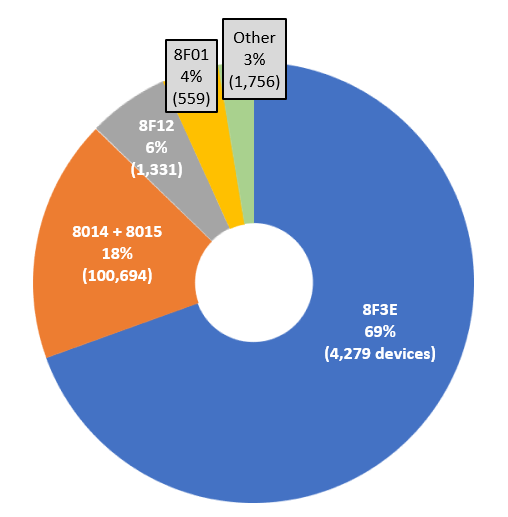 Other
3%
(1,756)
8F01
4%
(559)
8F12
6%
(1,331)
8014 + 8015
18%
(100,694)
8F3E
69%
(4,279 devices)